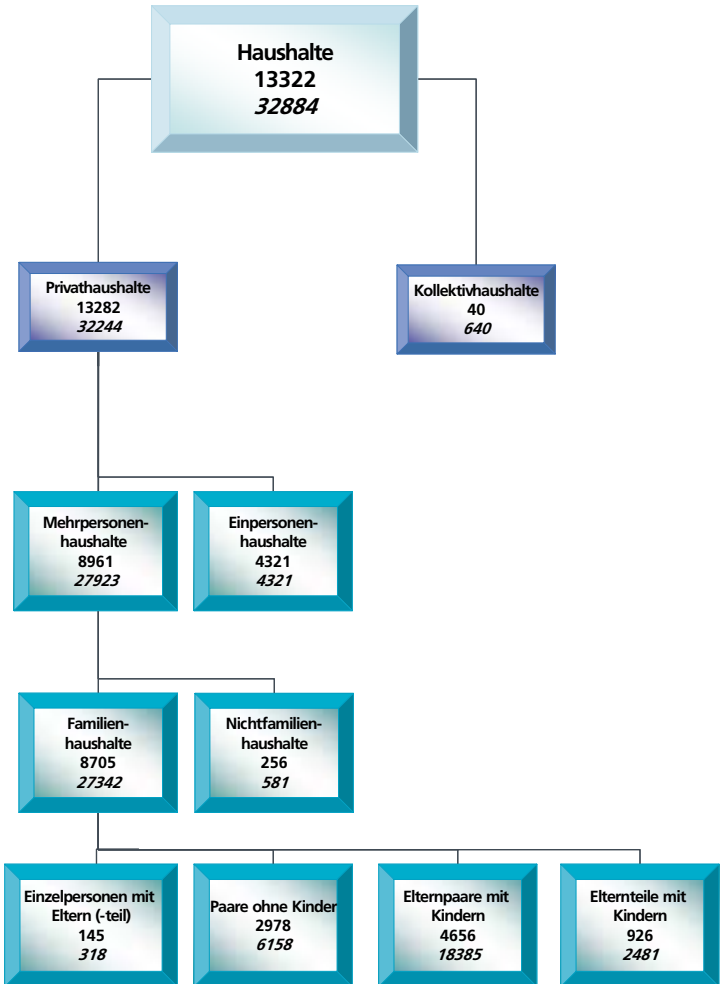 Haushalte
13322
32884
Privathaushalte
13282
32244
Kollektivhaushalte
40
640
Mehrpersonen-
haushalte
8961
27923
Einpersonen-
haushalte
4321
4321
Familien-
haushalte
8705
27342
Nichtfamilien-
haushalte
256
581
Einzelpersonen mit
Eltern (-teil)
145
318
Paare ohne Kinder
2978
6158
Elternpaare mit
Kindern
4656
18385
Elternteile mit
Kindern
926
2481